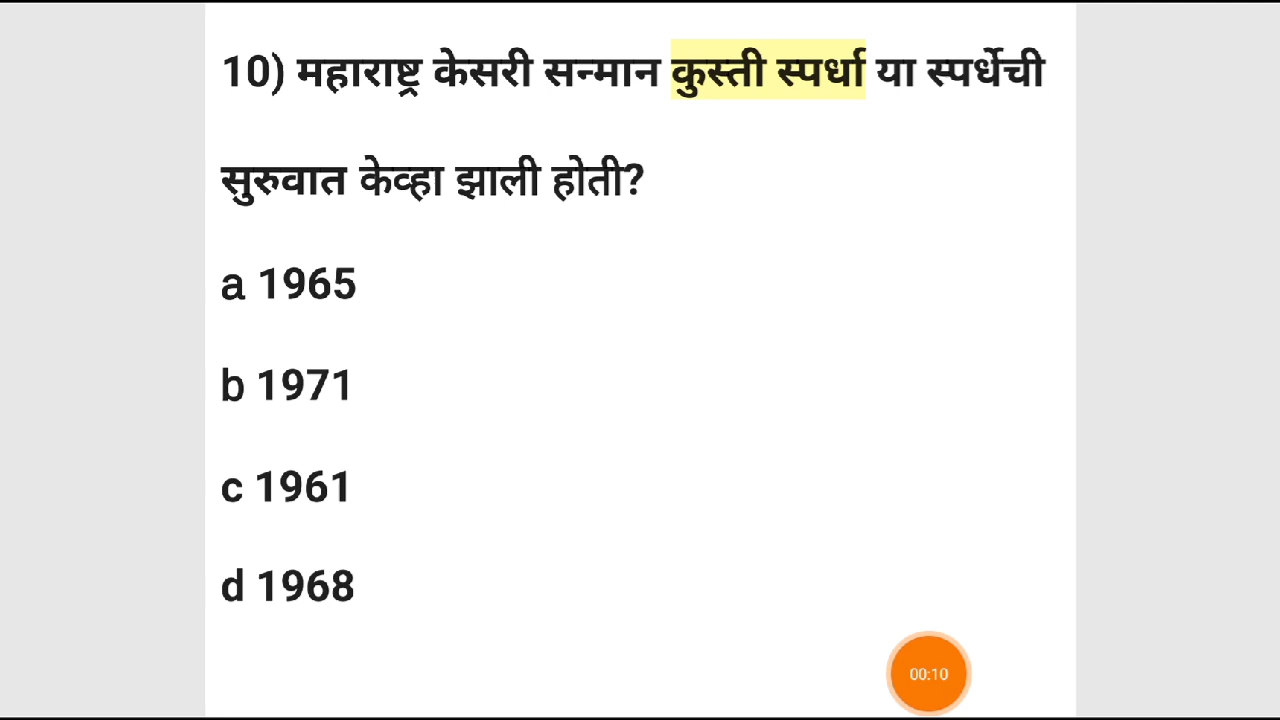 10) महाराष्ट्र केसरी सन्मान कुस्ती स्पर्धा या स्पर्धेची
सुरुवात केव्हा झाली होती?
a 1965
b 1971
c 1961
d 1968
00:10